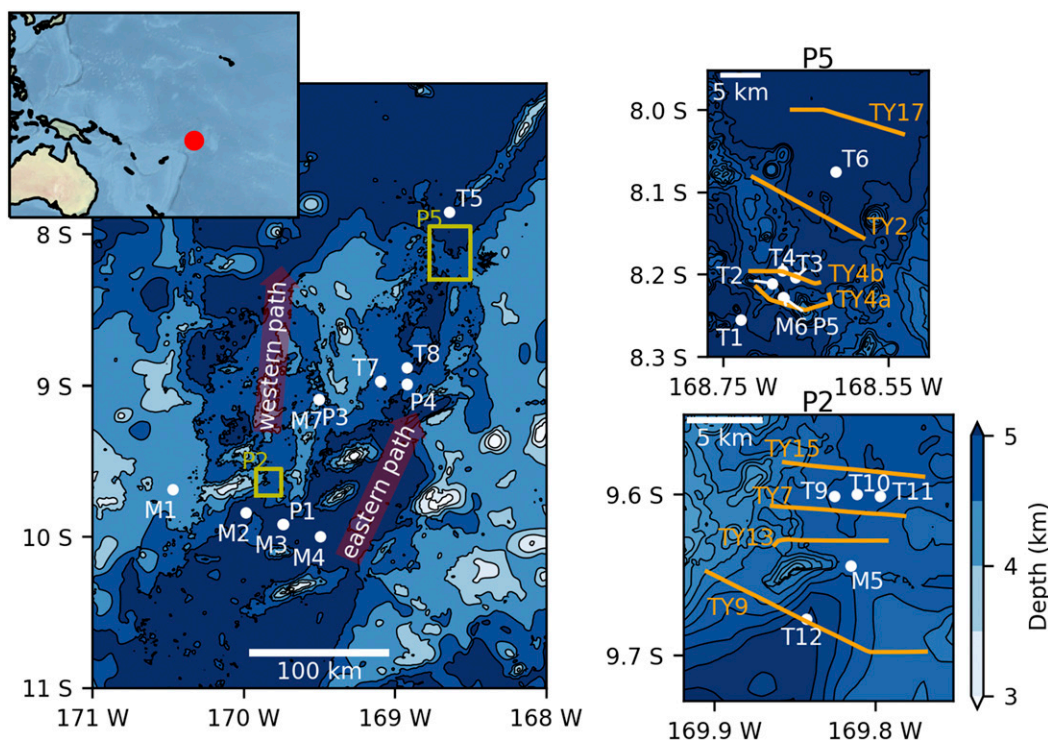 8 S
9 S
10 S
11 S
171 W
170 W
169 W
168 W
T5
P5
western path
T7
T8
M7
P3
P4
P2
eastern path
M1
M2
P1
M3
M4
100 km
P5
5 km
8.0 S
8.1 S
8.2 S
8.3 S
168.75 W
168.55 W
TY17
T6
TY2
T4
T3
T2
TY4b
TY4a
M6
P5
T1
P2
5 km
9.6 S
9.7 S
169.9 W
169.8 W
TY15
T9
T10
T11
TY7
TY13
M5
TY9
T12
5
4
3
Depth (km)